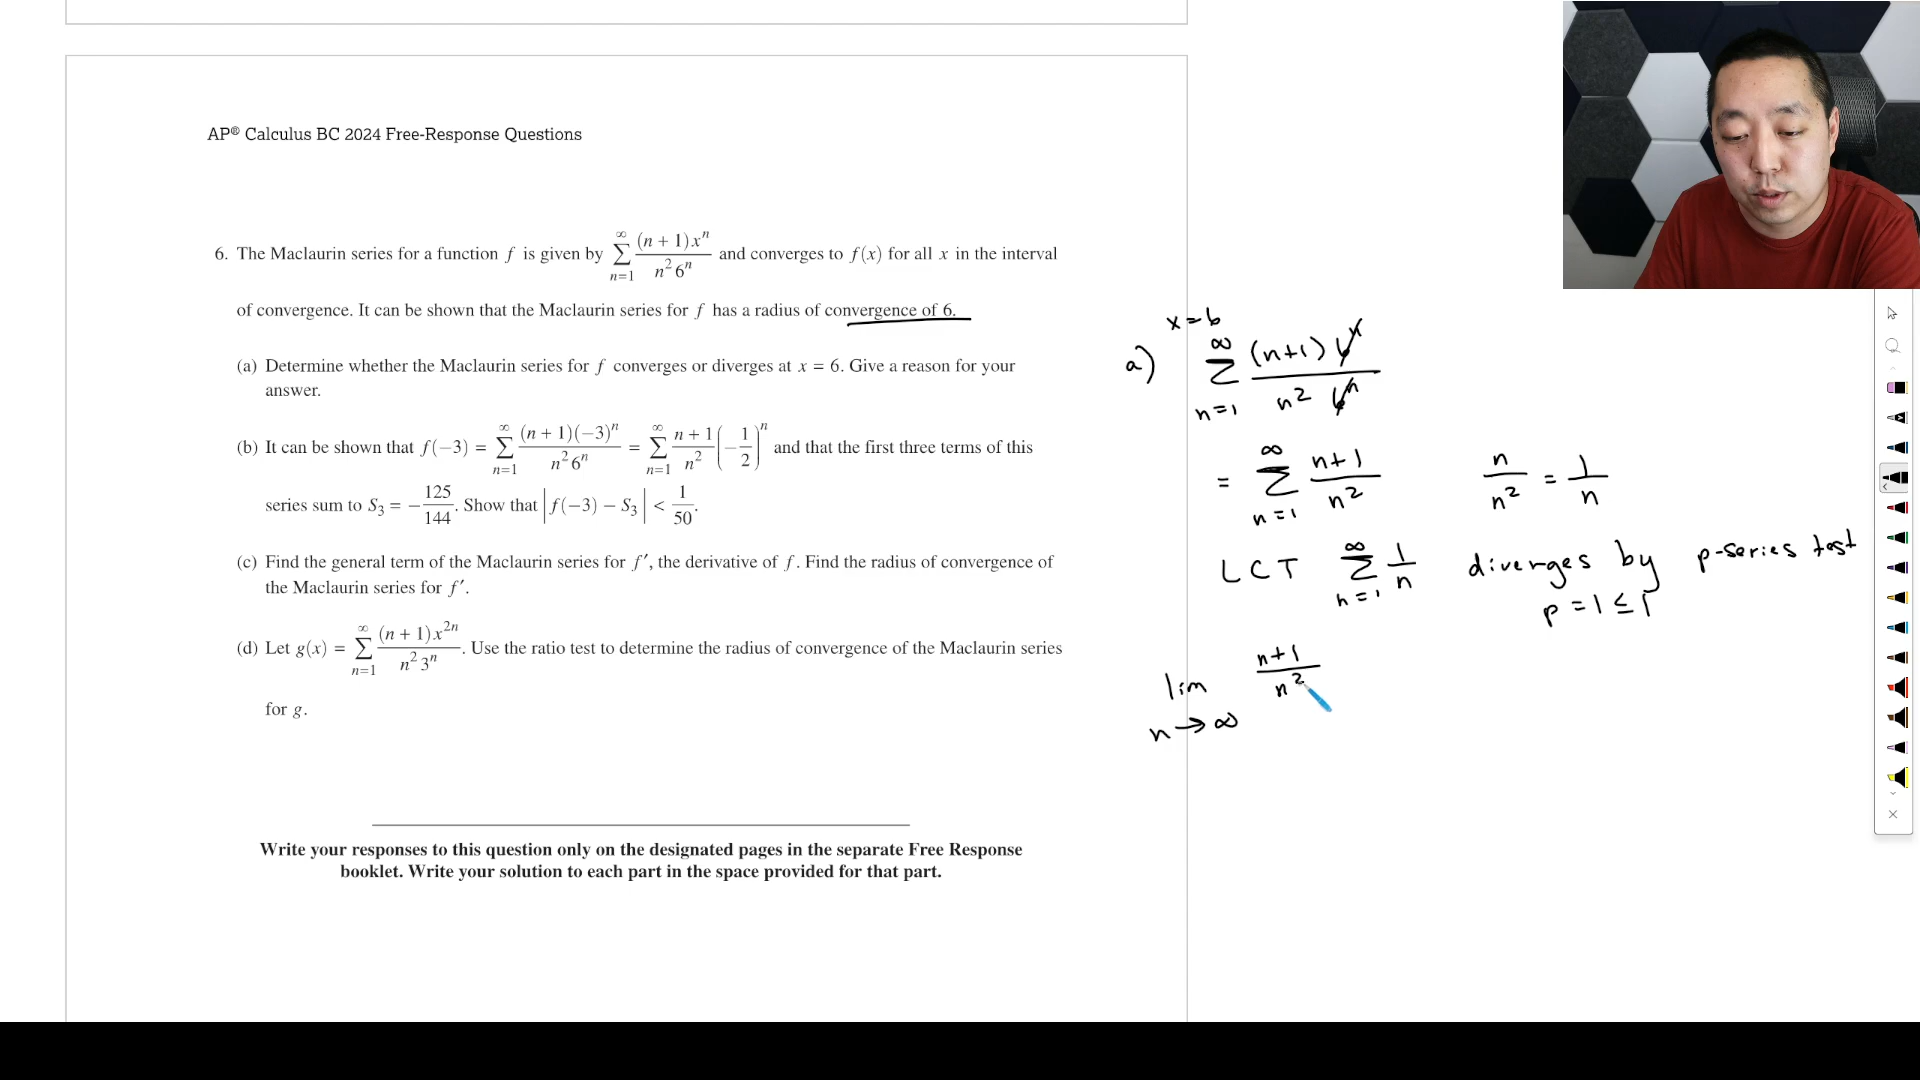 AP® Calculus BC 2024 Free-Response Questions
6. The Maclaurin series for a function f is given by ∑_{n=1}^{∞} (n + 1)x^n / (n^2 6^n) and converges to f(x) for all x in the interval
of convergence. It can be shown that the Maclaurin series for f has a radius of convergence of 6.
(a) Determine whether the Maclaurin series for f converges or diverges at x = 6. Give a reason for your
answer.
(b) It can be shown that f(−3) = ∑_{n=1}^{∞} (n + 1)(−3)^n / (n^2 6^n) = ∑_{n=1}^{∞} (n + 1)/n^2 (−1/2)^n and that the first three terms of this
series sum to S_3 = −125/144. Show that |f(−3) − S_3| < 1/50.
(c) Find the general term of the Maclaurin series for f′, the derivative of f. Find the radius of convergence of
the Maclaurin series for f′.
(d) Let g(x) = ∑_{n=1}^{∞} (n + 1)x^{2n} / (n^2 3^n). Use the ratio test to determine the radius of convergence of the Maclaurin series
for g.
Write your responses to this question only on the designated pages in the separate Free Response
booklet. Write your solution to each part in the space provided for that part.
x = 6
a) ∑_{n=1}^{∞} (n+1) 6^n / (n^2 6^n)
= ∑_{n=1}^{∞} (n+1)/n^2    n/n^2 = 1/n
LCT ∑_{n=1}^{∞} 1/n diverges by p-series test
p = 1 ≤ 1
lim_{n→∞} (n+1)/n^2